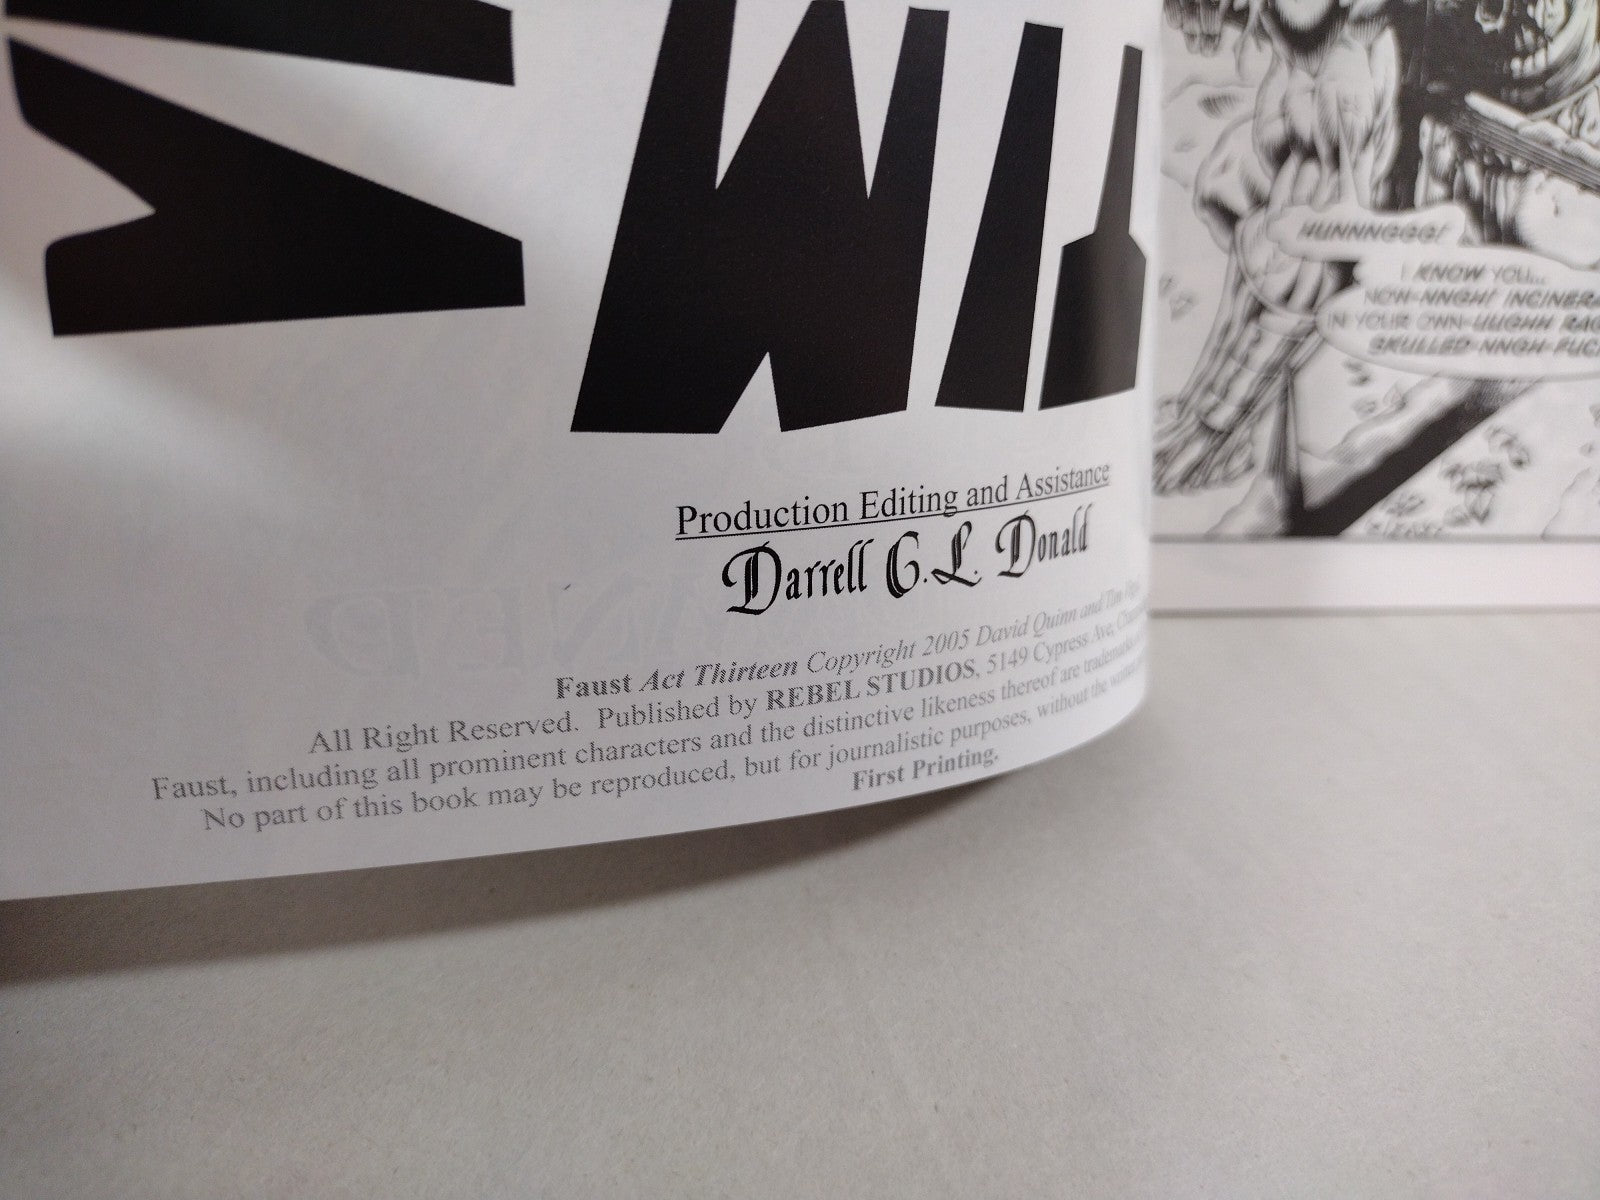 Production Editing and Assistance
Darrell G.L. Donald
Faust Act Thirteen Copyright 2005 David Quinn and Tim
All Right Reserved. Published by REBEL STUDIOS, 5149 Cypress Ave,
Faust, including all prominent characters and the distinctive likeness thereof are trademarks
No part of this book may be reproduced, but for journalistic purposes, without the
First Printing.
HUNNNGGG!
I KNOW YOU...
NOW-NNGH! INCINERA
IN YOUR OWN-UUGHH RAG
SKULLED-NNGH-FUC